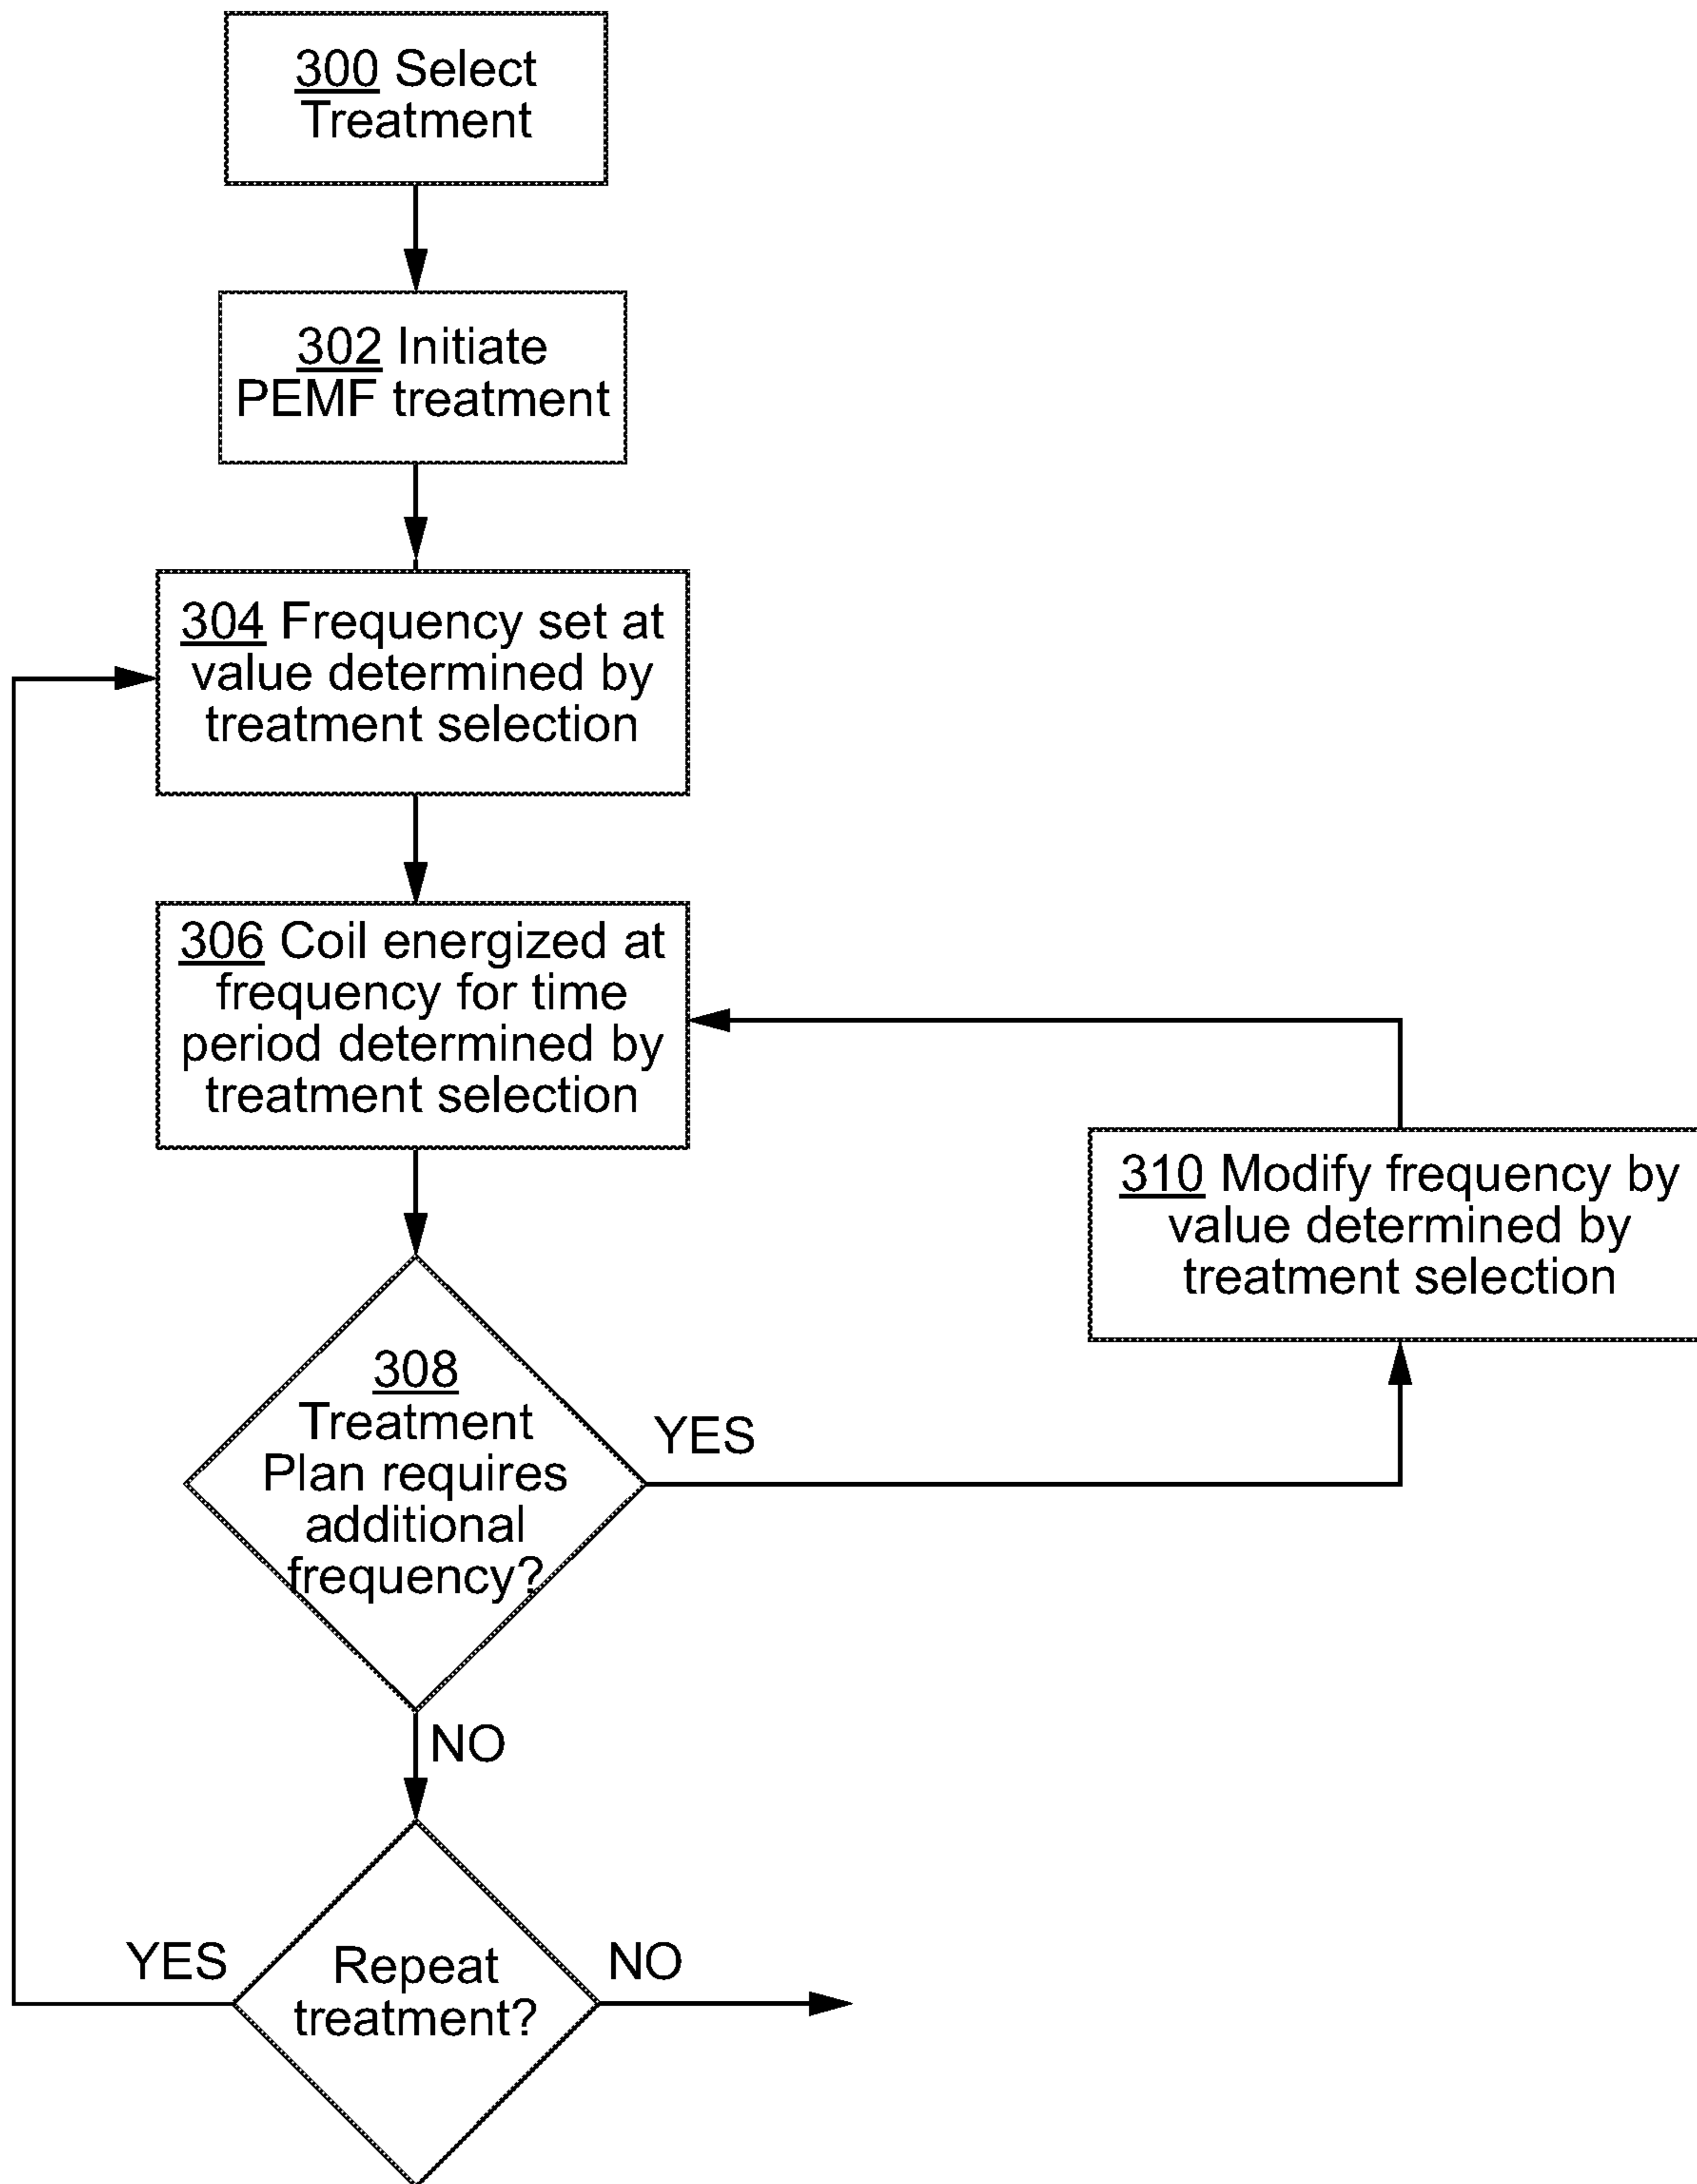 300 Select
Treatment
302 Initiate
PEMF treatment
304 Frequency set at
value determined by
treatment selection
306 Coil energized at
frequency for time
period determined by
treatment selection
310 Modify frequency by
value determined by
treatment selection
308
Treatment
Plan requires
additional
frequency?
YES
NO
YES
Repeat
treatment?
NO